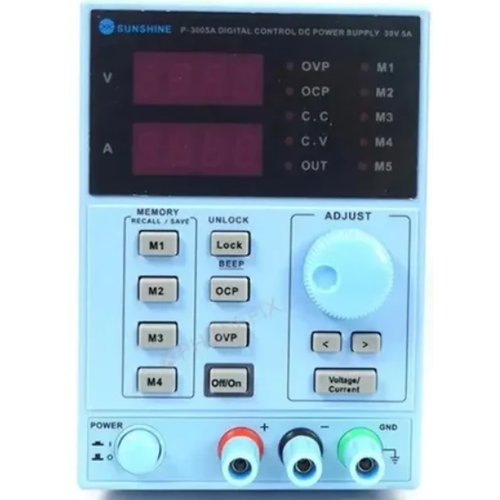 SUNSHINE P-3005A DIGITAL CONTROL DC POWER SUPPLY 30V 5A
V
OVP M1
OCP M2
A
C.C M3
C.V M4
OUT M5
MEMORY
RECALL / SAVE
M1
M2
M3
M4
UNLOCK
Lock
BEEP
OCP
OVP
Off/On
ADJUST
< >
Voltage/
Current
POWER
I
O
+
−
GND